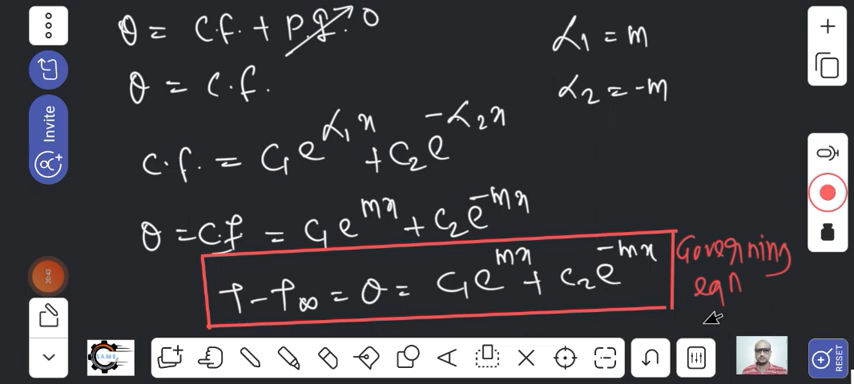 θ = C.f. + P.I. 0
α₁ = m
θ = C.f.
α₂ = -m
C.f. = C₁e^α₁x + C₂e^-α₂x
θ = C.f = C₁e^mx + C₂e^-mx
T - T∞ = θ = C₁e^mx + C₂e^-mx
Governing eqn
Invite
RESET